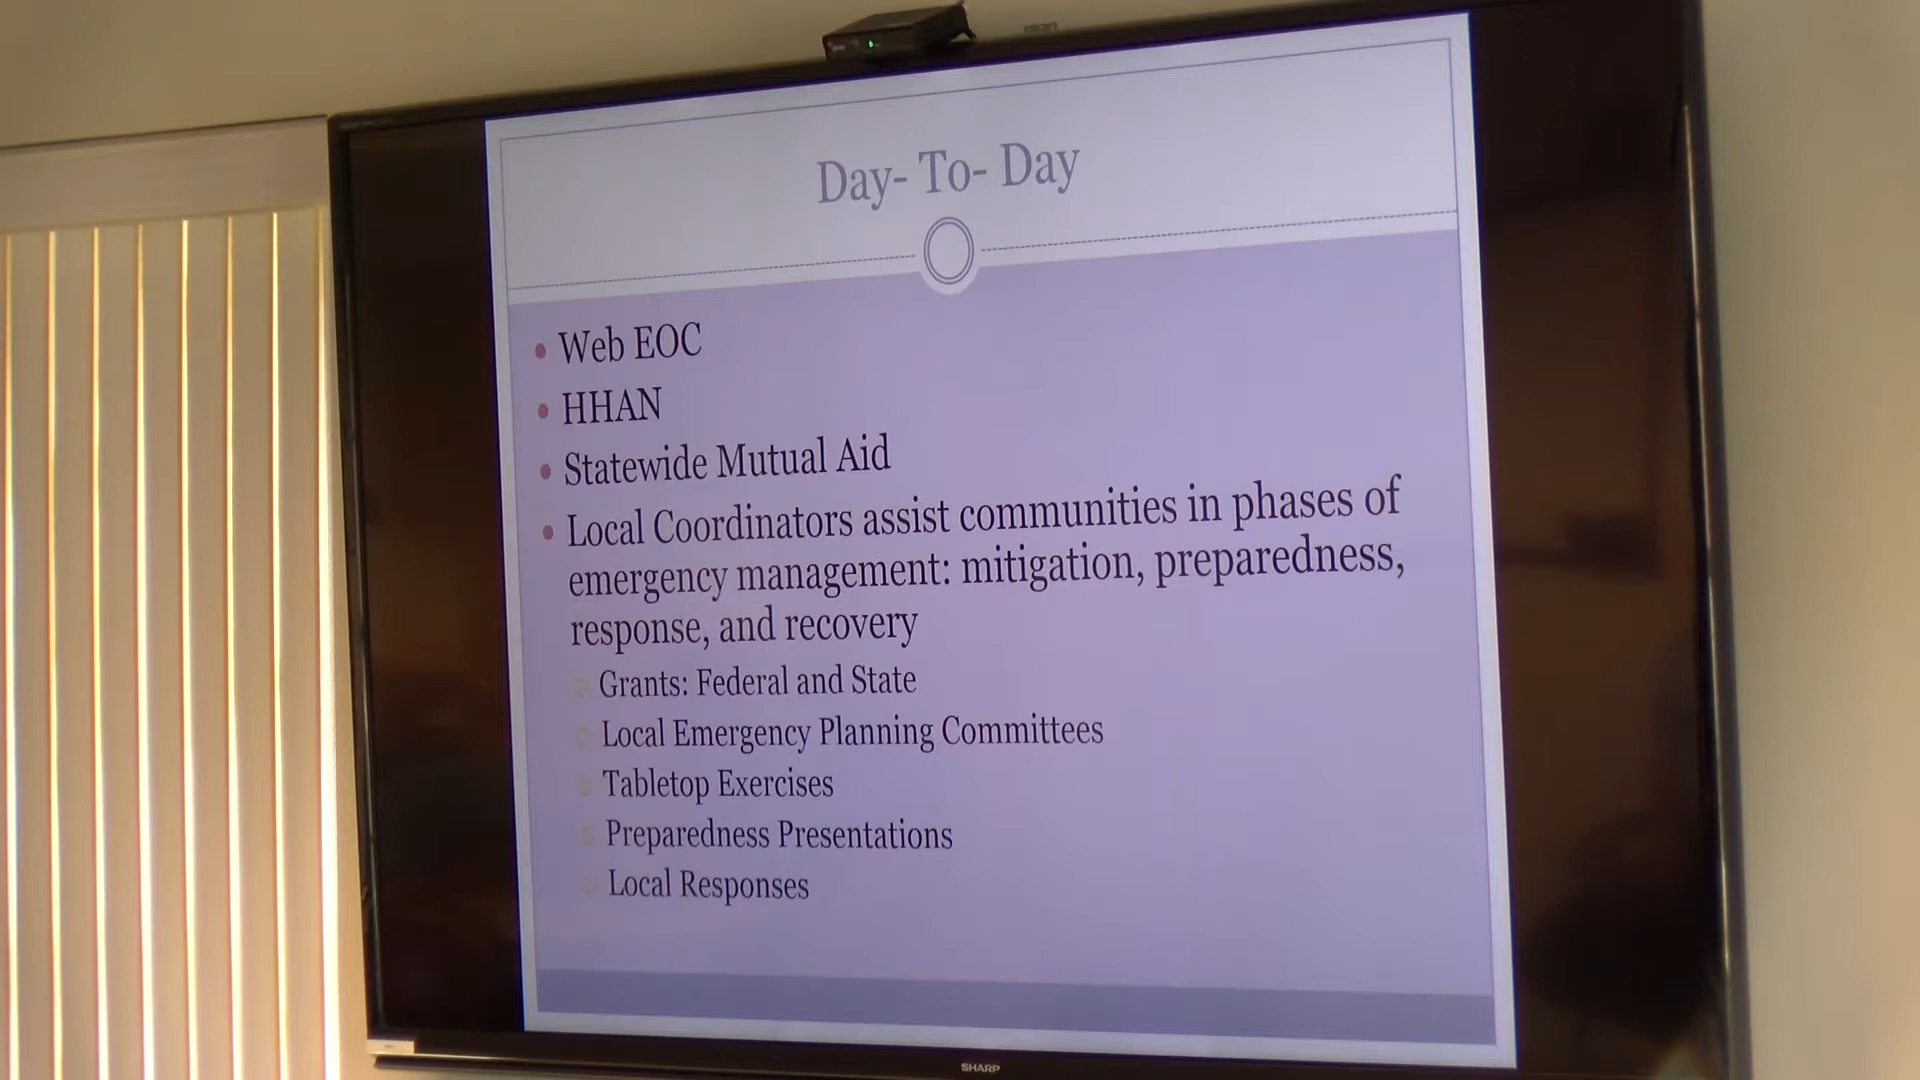 Day- To- Day
• Web EOC
• HHAN
• Statewide Mutual Aid
• Local Coordinators assist communities in phases of
emergency management: mitigation, preparedness,
response, and recovery
Grants: Federal and State
Local Emergency Planning Committees
Tabletop Exercises
Preparedness Presentations
Local Responses
SHARP